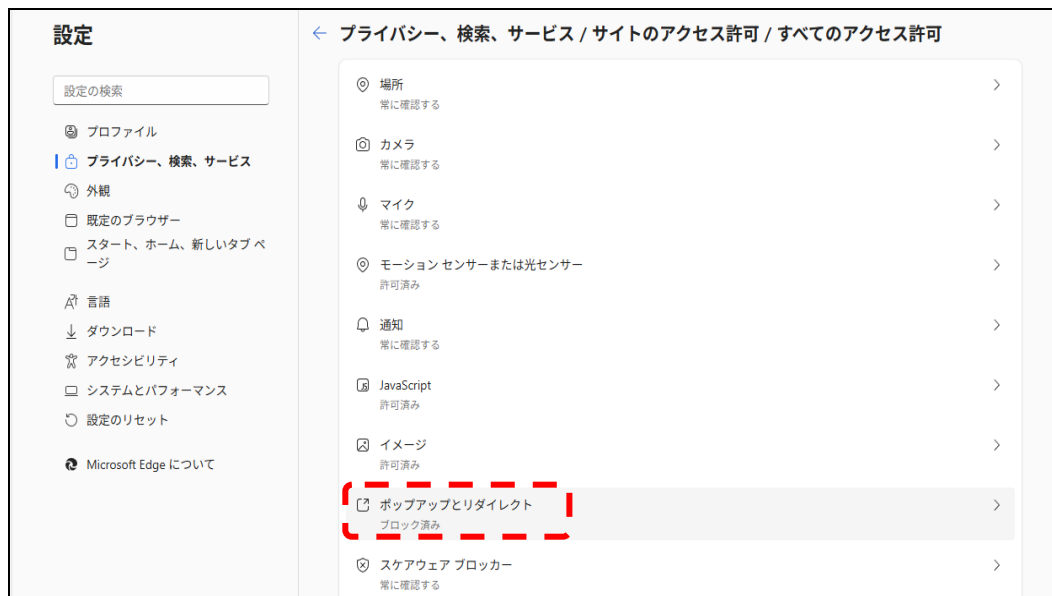 設定
設定の検索
プロファイル
プライバシー、検索、サービス
外観
既定のブラウザー
スタート、ホーム、新しいタブ ペ
ージ
言語
ダウンロード
アクセシビリティ
システムとパフォーマンス
設定のリセット
Microsoft Edge について
プライバシー、検索、サービス / サイトのアクセス許可 / すべてのアクセス許可
場所
常に確認する
カメラ
常に確認する
マイク
常に確認する
モーション センサーまたは光センサー
許可済み
通知
常に確認する
JavaScript
許可済み
イメージ
許可済み
ポップアップとリダイレクト
ブロック済み
スケアウェア ブロッカー
常に確認する